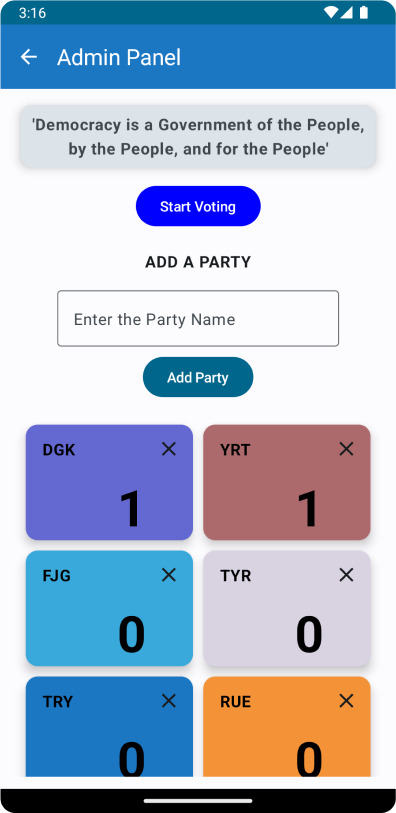 3:16
Admin Panel
'Democracy is a Government of the People,
by the People, and for the People'
Start Voting
ADD A PARTY
Enter the Party Name
Add Party
DGK
YRT
1
1
FJG
TYR
0
0
TRY
RUE
0
0